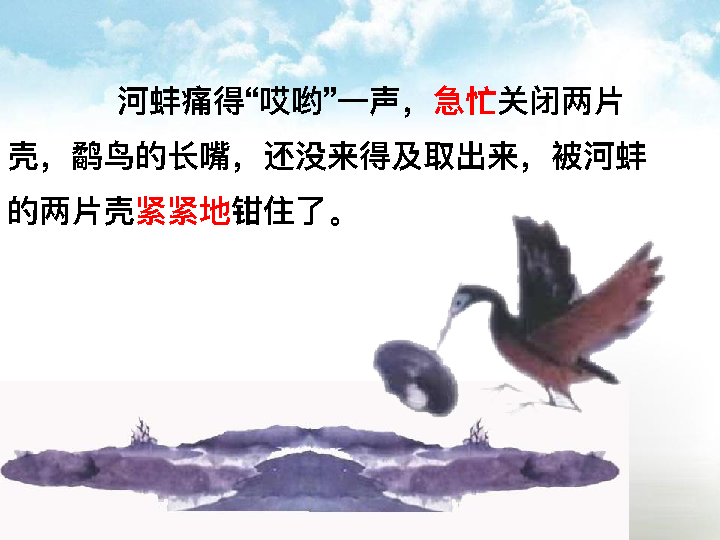 河蚌痛得“哎哟”一声，急忙关闭两片
壳，鹬鸟的长嘴，还没来得及取出来，被河蚌
的两片壳紧紧地钳住了。